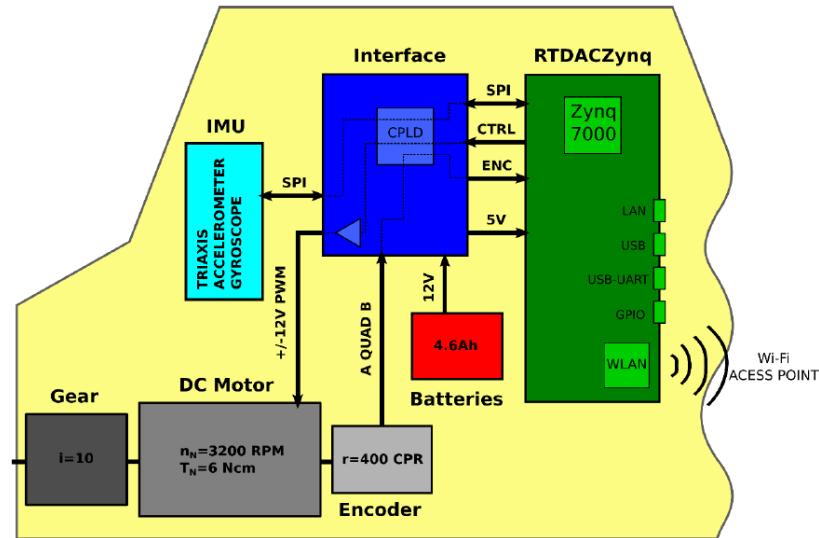 Interface
RTDACZynq
SPI
Zynq
7000
CPLD
CTRL
IMU
ENC
SPI
TRIAXIS
ACCELEROMETER
GYROSCOPE
5V
LAN
USB
USB-UART
GPIO
+/-12V PWM
A QUAD B
12V
4.6Ah
WLAN
Wi-Fi
ACESS POINT
Batteries
Gear
DC Motor
i=10
nN=3200 RPM
TN=6 Ncm
r=400 CPR
Encoder